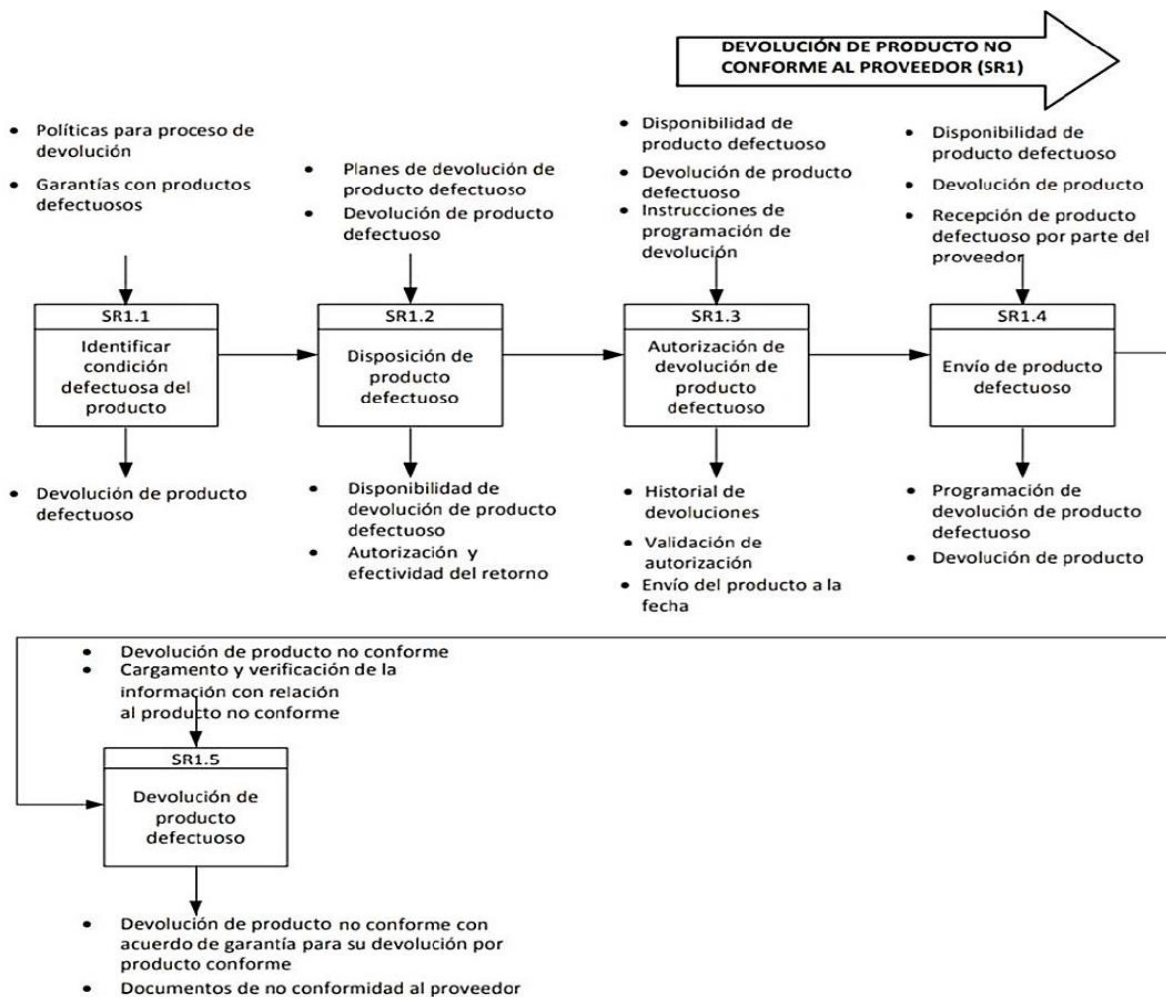 DEVOLUCIÓN DE PRODUCTO NO
CONFORME AL PROVEEDOR (SR1)
• Políticas para proceso de
devolución
• Garantías con productos
defectuosos
SR1.1
Identificar
condición
defectuosa del
producto
• Devolución de producto
defectuoso
• Planes de devolución de
producto defectuoso
• Devolución de producto
defectuoso
SR1.2
Disposición de
producto
defectuoso
• Disponibilidad de
devolución de producto
defectuoso
• Autorización y
efectividad del retorno
• Disponibilidad de
producto defectuoso
• Devolución de producto
defectuoso
• Instrucciones de
programación de
devolución
SR1.3
Autorización de
devolución de
producto
defectuoso
• Historial de
devoluciones
• Validación de
autorización
• Envío del producto a la
fecha
• Disponibilidad de
producto defectuoso
• Devolución de producto
• Recepción de producto
defectuoso por parte del
proveedor
SR1.4
Envío de producto
defectuoso
• Programación de
devolución de producto
defectuoso
• Devolución de producto
• Devolución de producto no conforme
• Cargamento y verificación de la
información con relación
al producto no conforme
SR1.5
Devolución de
producto
defectuoso
• Devolución de producto no conforme con
acuerdo de garantía para su devolución por
producto conforme
• Documentos de no conformidad al proveedor